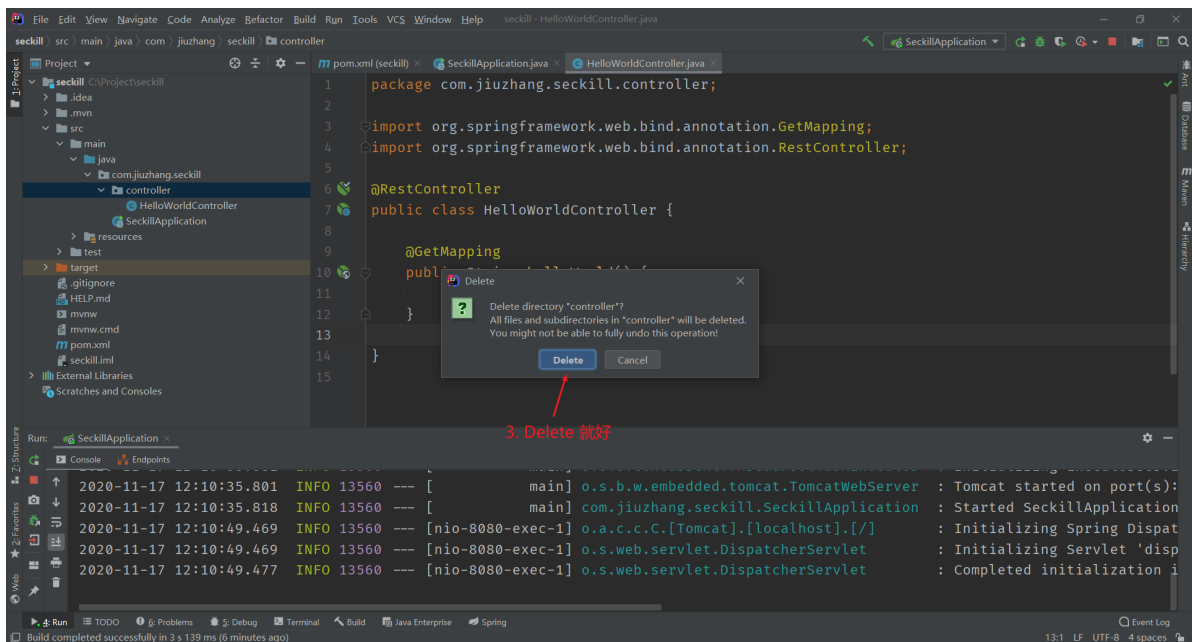 File Edit View Navigate Code Analyze Refactor Build Run Tools VCS Window Help seckill - HelloWorldController.java
seckill src main java com jiuzhang seckill controller SeckillApplication
1: Project
Project
pom.xml (seckill) SeckillApplication.java HelloWorldController.java
seckill C:\Project\seckill
.idea
.mvn
src
main
java
com.jiuzhang.seckill
controller
HelloWorldController
SeckillApplication
resources
test
target
.gitignore
HELP.md
mvnw
mvnw.cmd
pom.xml
seckill.iml
External Libraries
Scratches and Consoles
1 package com.jiuzhang.seckill.controller;
2
3 import org.springframework.web.bind.annotation.GetMapping;
4 import org.springframework.web.bind.annotation.RestController;
5
6 @RestController
7 public class HelloWorldController {
8
9 @GetMapping
10 publ
11
12 }
13
14 }
15
Delete
Delete directory "controller"?
All files and subdirectories in "controller" will be deleted.
You might not be able to fully undo this operation!
Delete Cancel
3. Delete 就好
Ant
Database
Maven
Hierarchy
Z: Structure
2: Favorites
Web
Run: SeckillApplication
Console Endpoints
2020-11-17 12:10:35.801 INFO 13560 --- [ main] o.s.b.w.embedded.tomcat.TomcatWebServer : Tomcat started on port(s):
2020-11-17 12:10:35.818 INFO 13560 --- [ main] com.jiuzhang.seckill.SeckillApplication : Started SeckillApplication
2020-11-17 12:10:49.469 INFO 13560 --- [nio-8080-exec-1] o.a.c.c.C.[Tomcat].[localhost].[/] : Initializing Spring Dispat
2020-11-17 12:10:49.469 INFO 13560 --- [nio-8080-exec-1] o.s.web.servlet.DispatcherServlet : Initializing Servlet 'disp
2020-11-17 12:10:49.477 INFO 13560 --- [nio-8080-exec-1] o.s.web.servlet.DispatcherServlet : Completed initialization i
4: Run TODO 6: Problems 5: Debug Terminal Build Java Enterprise Spring Event Log
Build completed successfully in 3 s 139 ms (6 minutes ago) 13:1 LF UTF-8 4 spaces